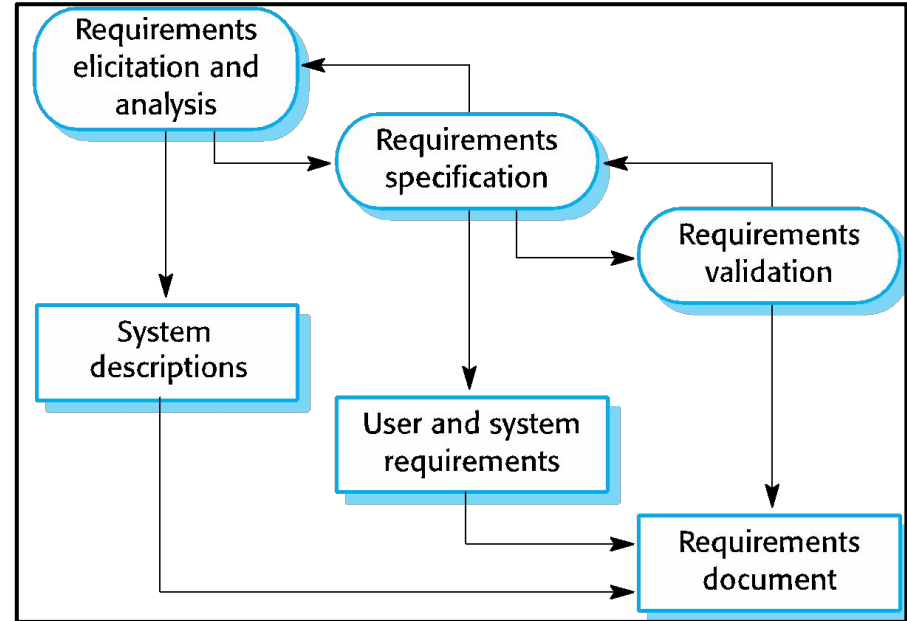 Requirements
elicitation and
analysis
Requirements
specification
Requirements
validation
System
descriptions
User and system
requirements
Requirements
document